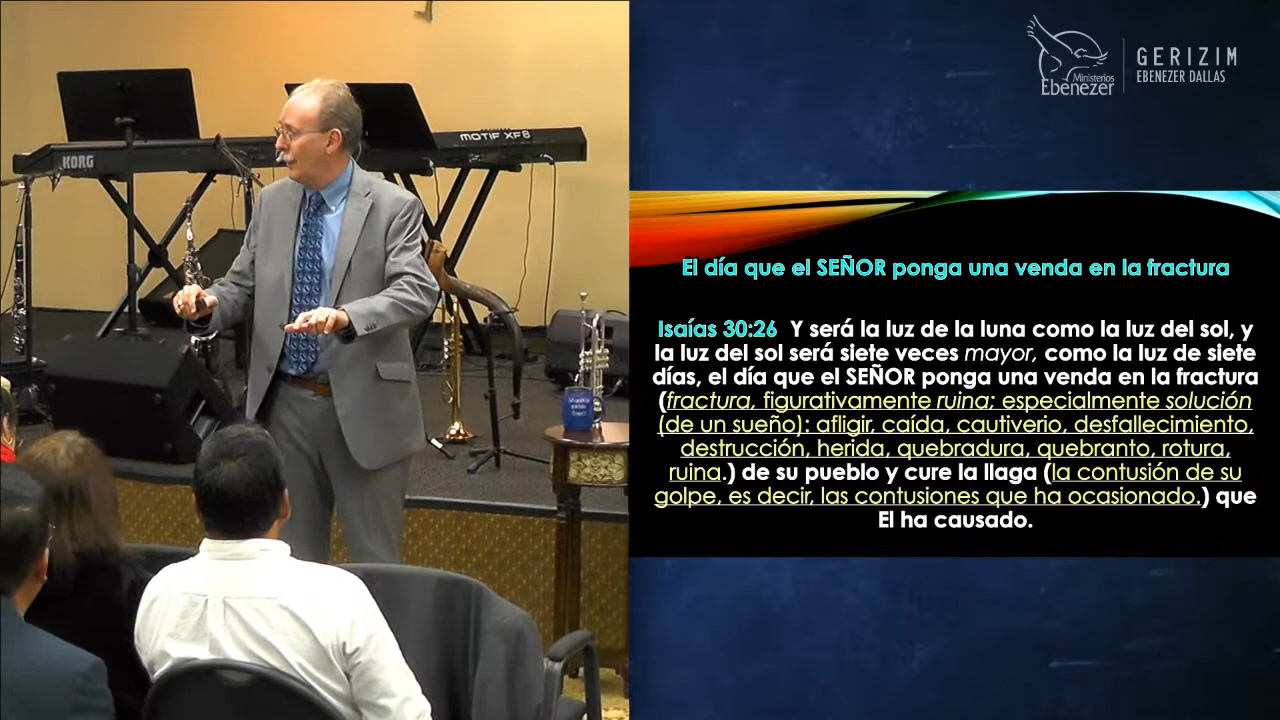 KORG
MOTIF XF8
Ministerios
Ebenezer
GERIZIM
EBENEZER DALLAS
El día que el SEÑOR ponga una venda en la fractura
Isaías 30:26 Y será la luz de la luna como la luz del sol, y
la luz del sol será siete veces mayor, como la luz de siete
días, el día que el SEÑOR ponga una venda en la fractura
(fractura, figurativamente ruina; especialmente solución
(de un sueño): afligir, caída, cautiverio, desfallecimiento,
destrucción, herida, quebradura, quebranto, rotura,
ruina.) de su pueblo y cure la llaga (la contusión de su
golpe, es decir, las contusiones que ha ocasionado.) que
El ha causado.